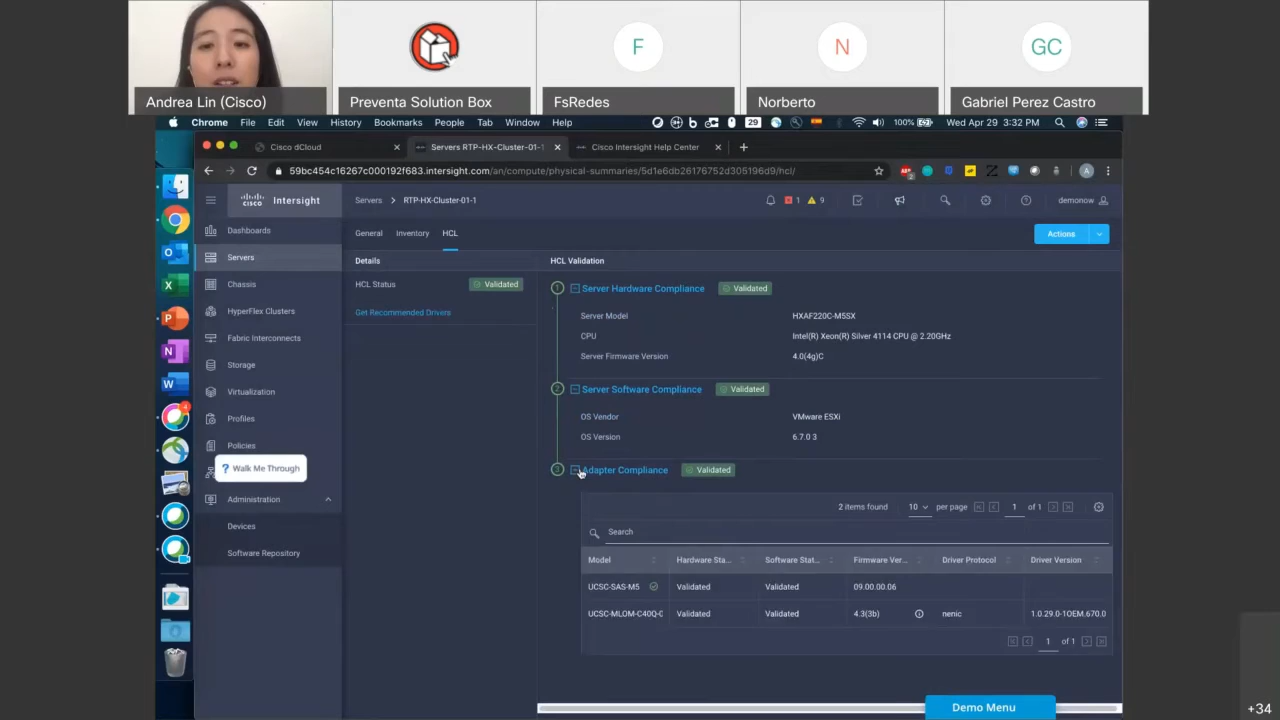 Andrea Lin (Cisco)
Preventa Solution Box
F
FsRedes
N
Norberto
GC
Gabriel Perez Castro
Chrome File Edit View History Bookmarks People Tab Window Help
29
100% Wed Apr 29 3:32 PM
Cisco dCloud
Servers RTP-HX-Cluster-01-1
Cisco Intersight Help Center
59bc454c16267c000192f683.intersight.com/an/compute/physical-summaries/5d1e6db26176752d305196d9/hcl/
cisco Intersight
Servers > RTP-HX-Cluster-01-1
1
9
demonow
Dashboards
Servers
Chassis
HyperFlex Clusters
Fabric Interconnects
Storage
Virtualization
Profiles
Policies
? Walk Me Through
Administration
Devices
Software Repository
General Inventory HCL
Actions
Details
HCL Status Validated
Get Recommended Drivers
HCL Validation
1 Server Hardware Compliance Validated
Server Model HXAF220C-M5SX
CPU Intel(R) Xeon(R) Silver 4114 CPU @ 2.20GHz
Server Firmware Version 4.0(4g)C
2 Server Software Compliance Validated
OS Vendor VMware ESXi
OS Version 6.7.0 3
3 Adapter Compliance Validated
2 items found 10 per page 1 of 1
Search
Model Hardware Sta... Software Stat... Firmware Ver... Driver Protocol Driver Version
UCSC-SAS-M5 Validated Validated 09.00.00.06
UCSC-MLOM-C40Q-0 Validated Validated 4.3(3b) nenic 1.0.29.0-1OEM.670.0
1 of 1
Demo Menu
+34